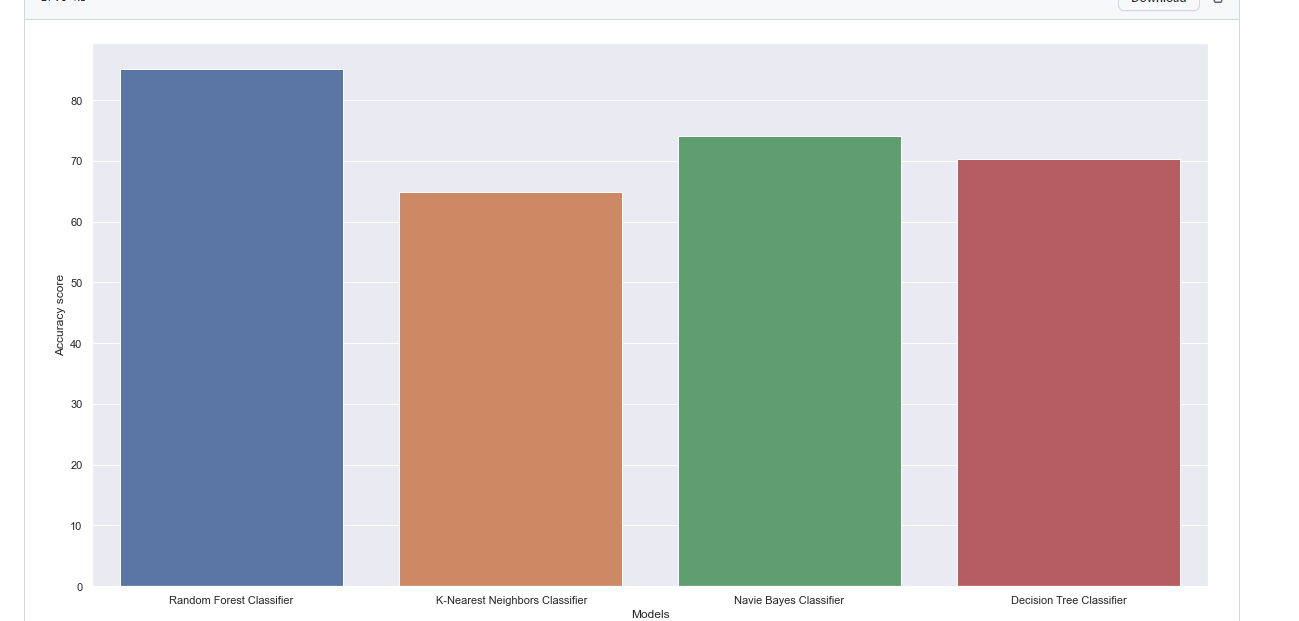 Download
80
70
60
50
40
30
20
10
0
Accuracy score
Random Forest Classifier
K-Nearest Neighbors Classifier
Navie Bayes Classifier
Decision Tree Classifier
Models